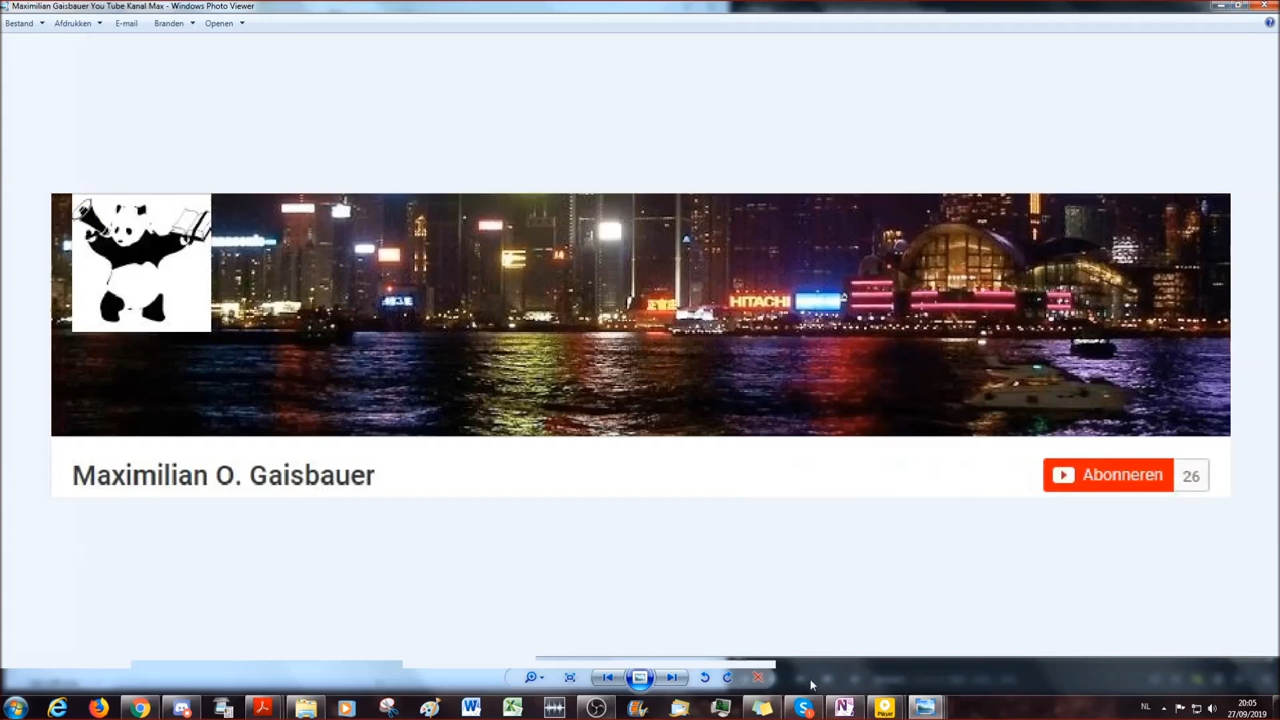 Maximilian Gaisbauer You Tube Kanal Max - Windows Photo Viewer
Bestand Afdrukken E-mail Branden Openen
HITACHI
Maximilian O. Gaisbauer
Abonneren 26
NL 20:05
27/09/2019